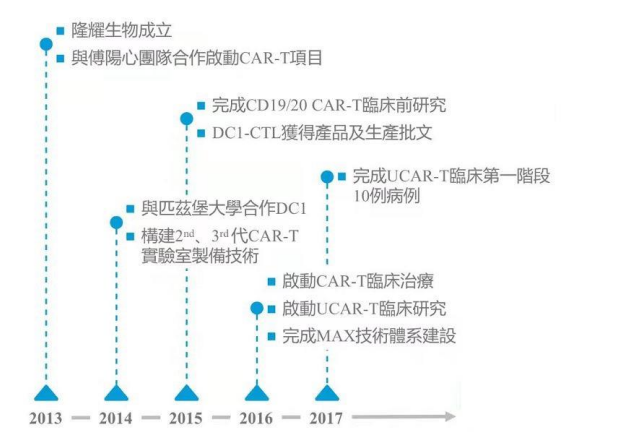 隆耀生物成立
與傅陽心團隊合作啟動CAR-T項目
完成CD19/20 CAR-T臨床前研究
DC1-CTL獲得產品及生產批文
完成UCAR-T臨床第一階段
10例病例
與匹茲堡大學合作DC1
構建2nd、3rd 代CAR-T
實驗室製備技術
啟動CAR-T臨床治療
啟動UCAR-T臨床研究
完成MAX技術體系建設
2013 — 2014 — 2015 — 2016 — 2017